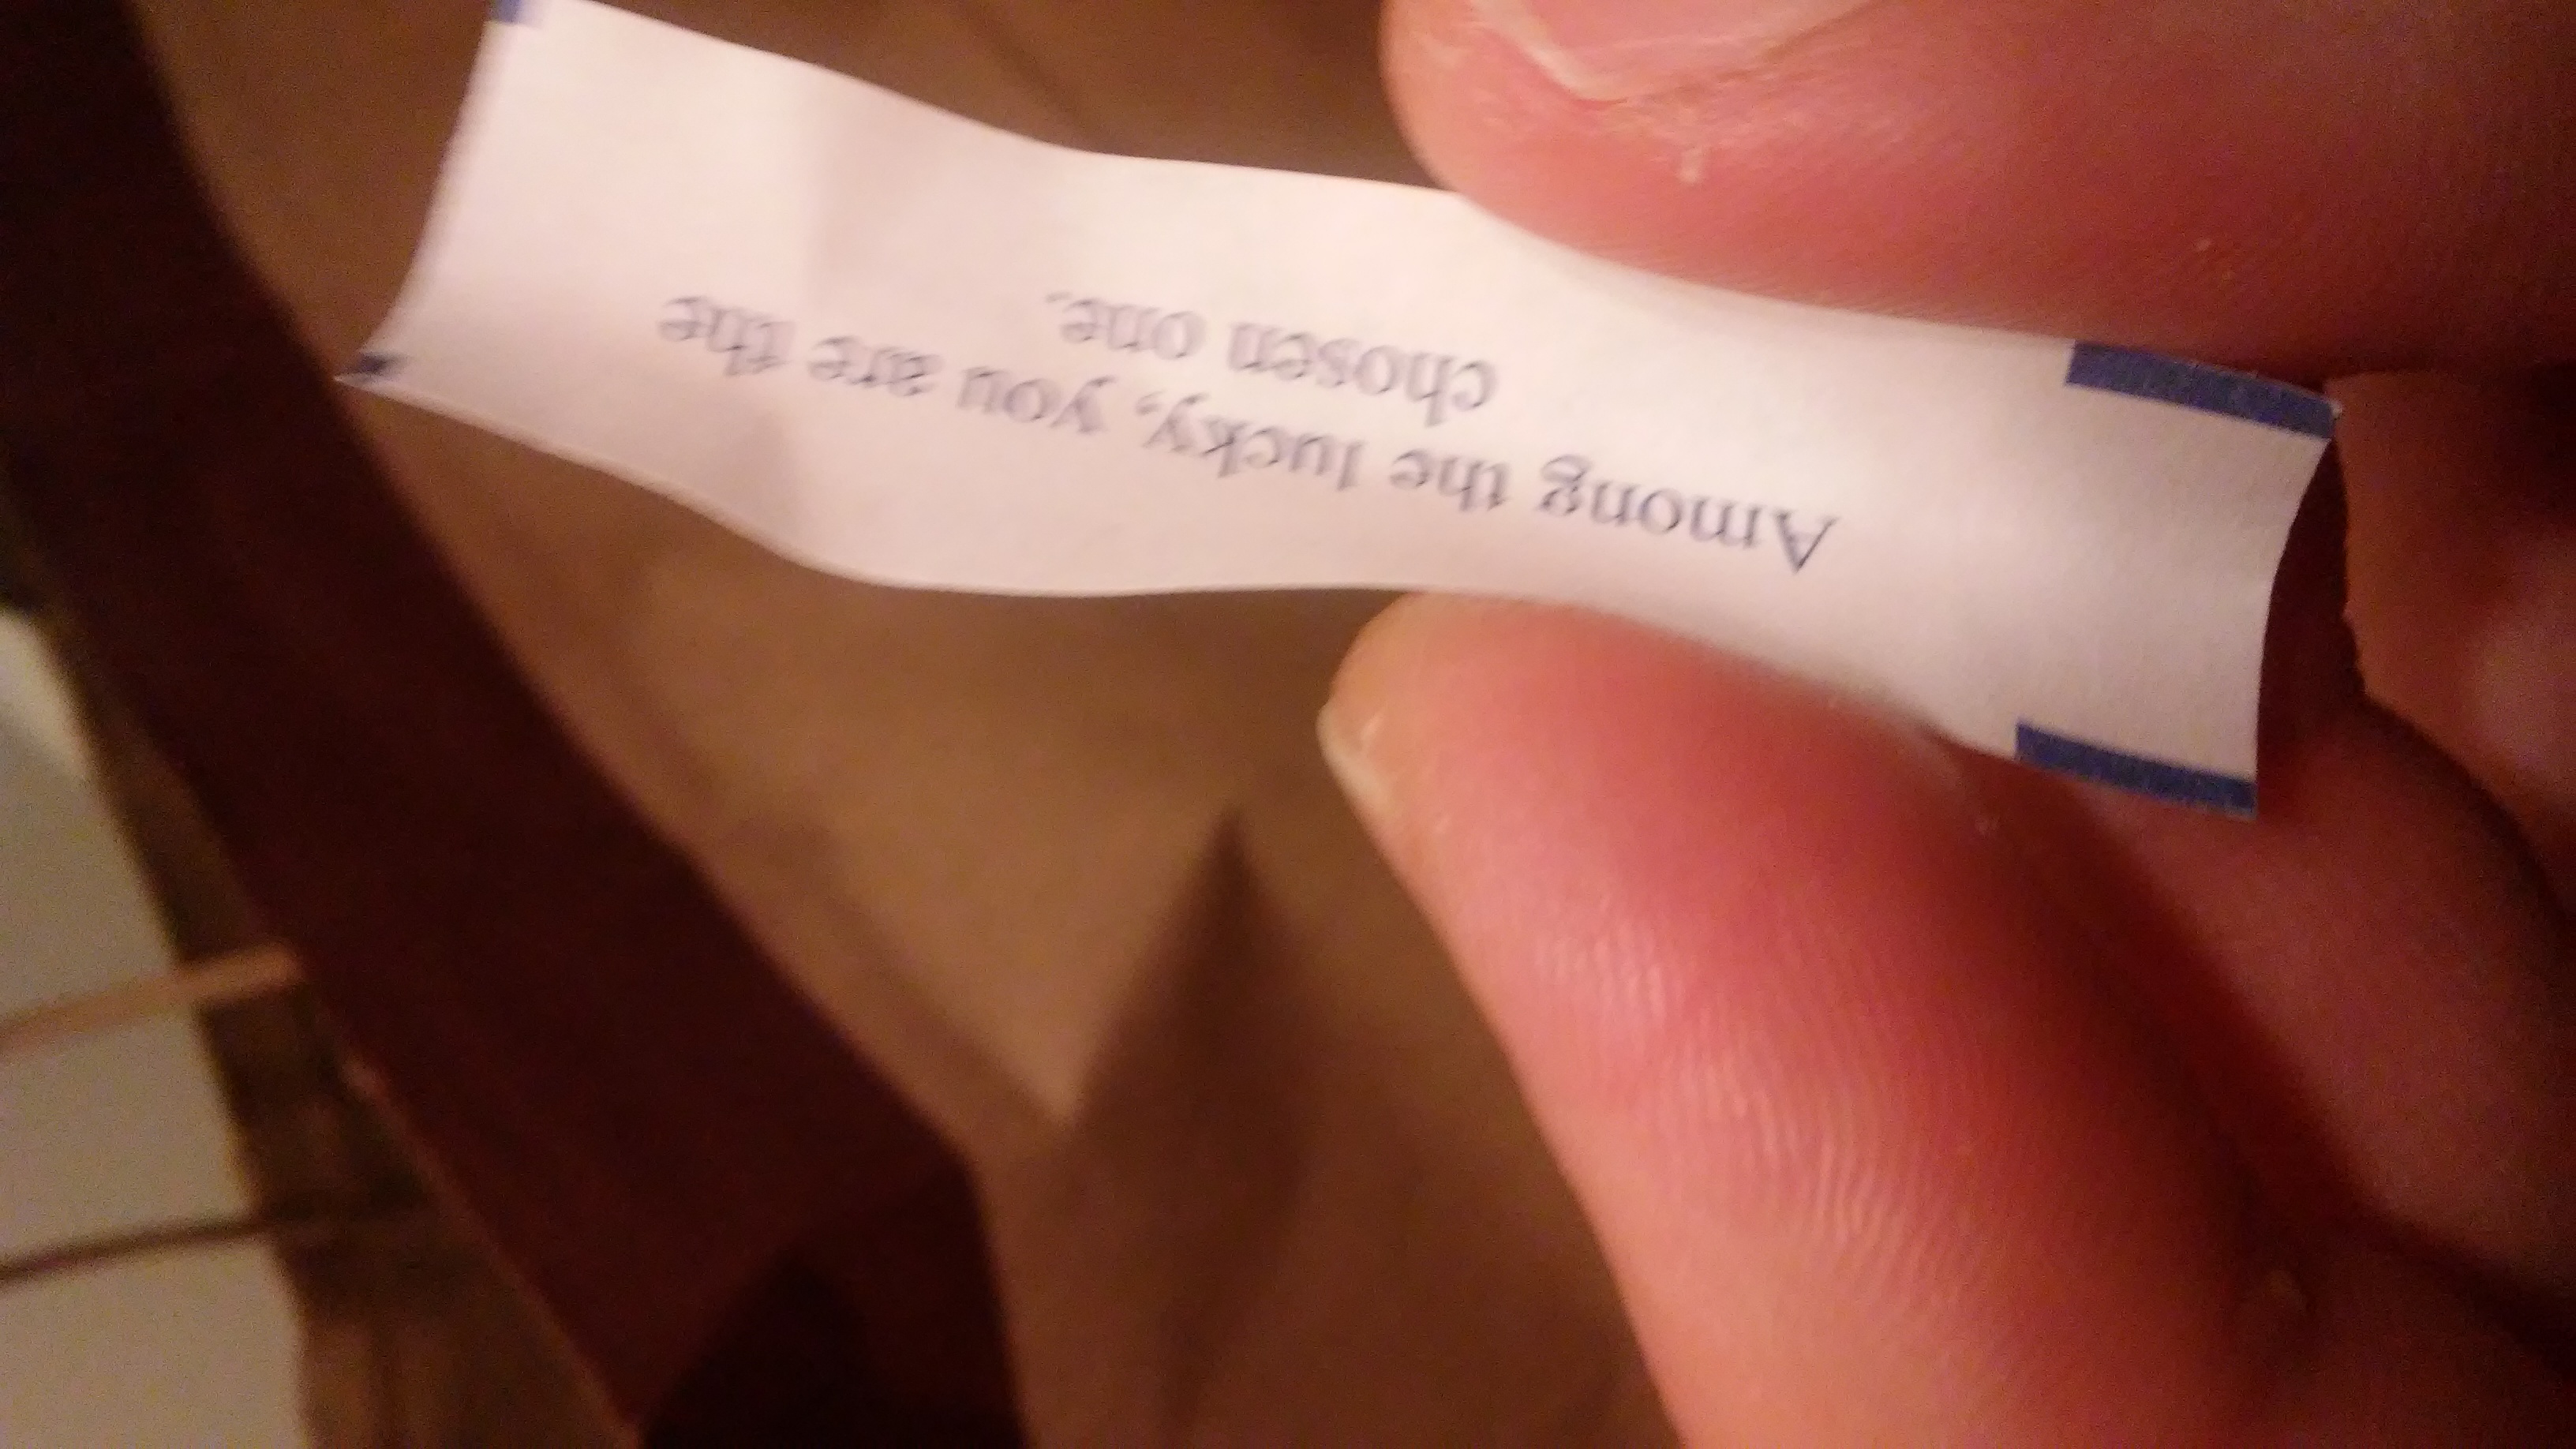 Among the lucky, you are the
chosen one.